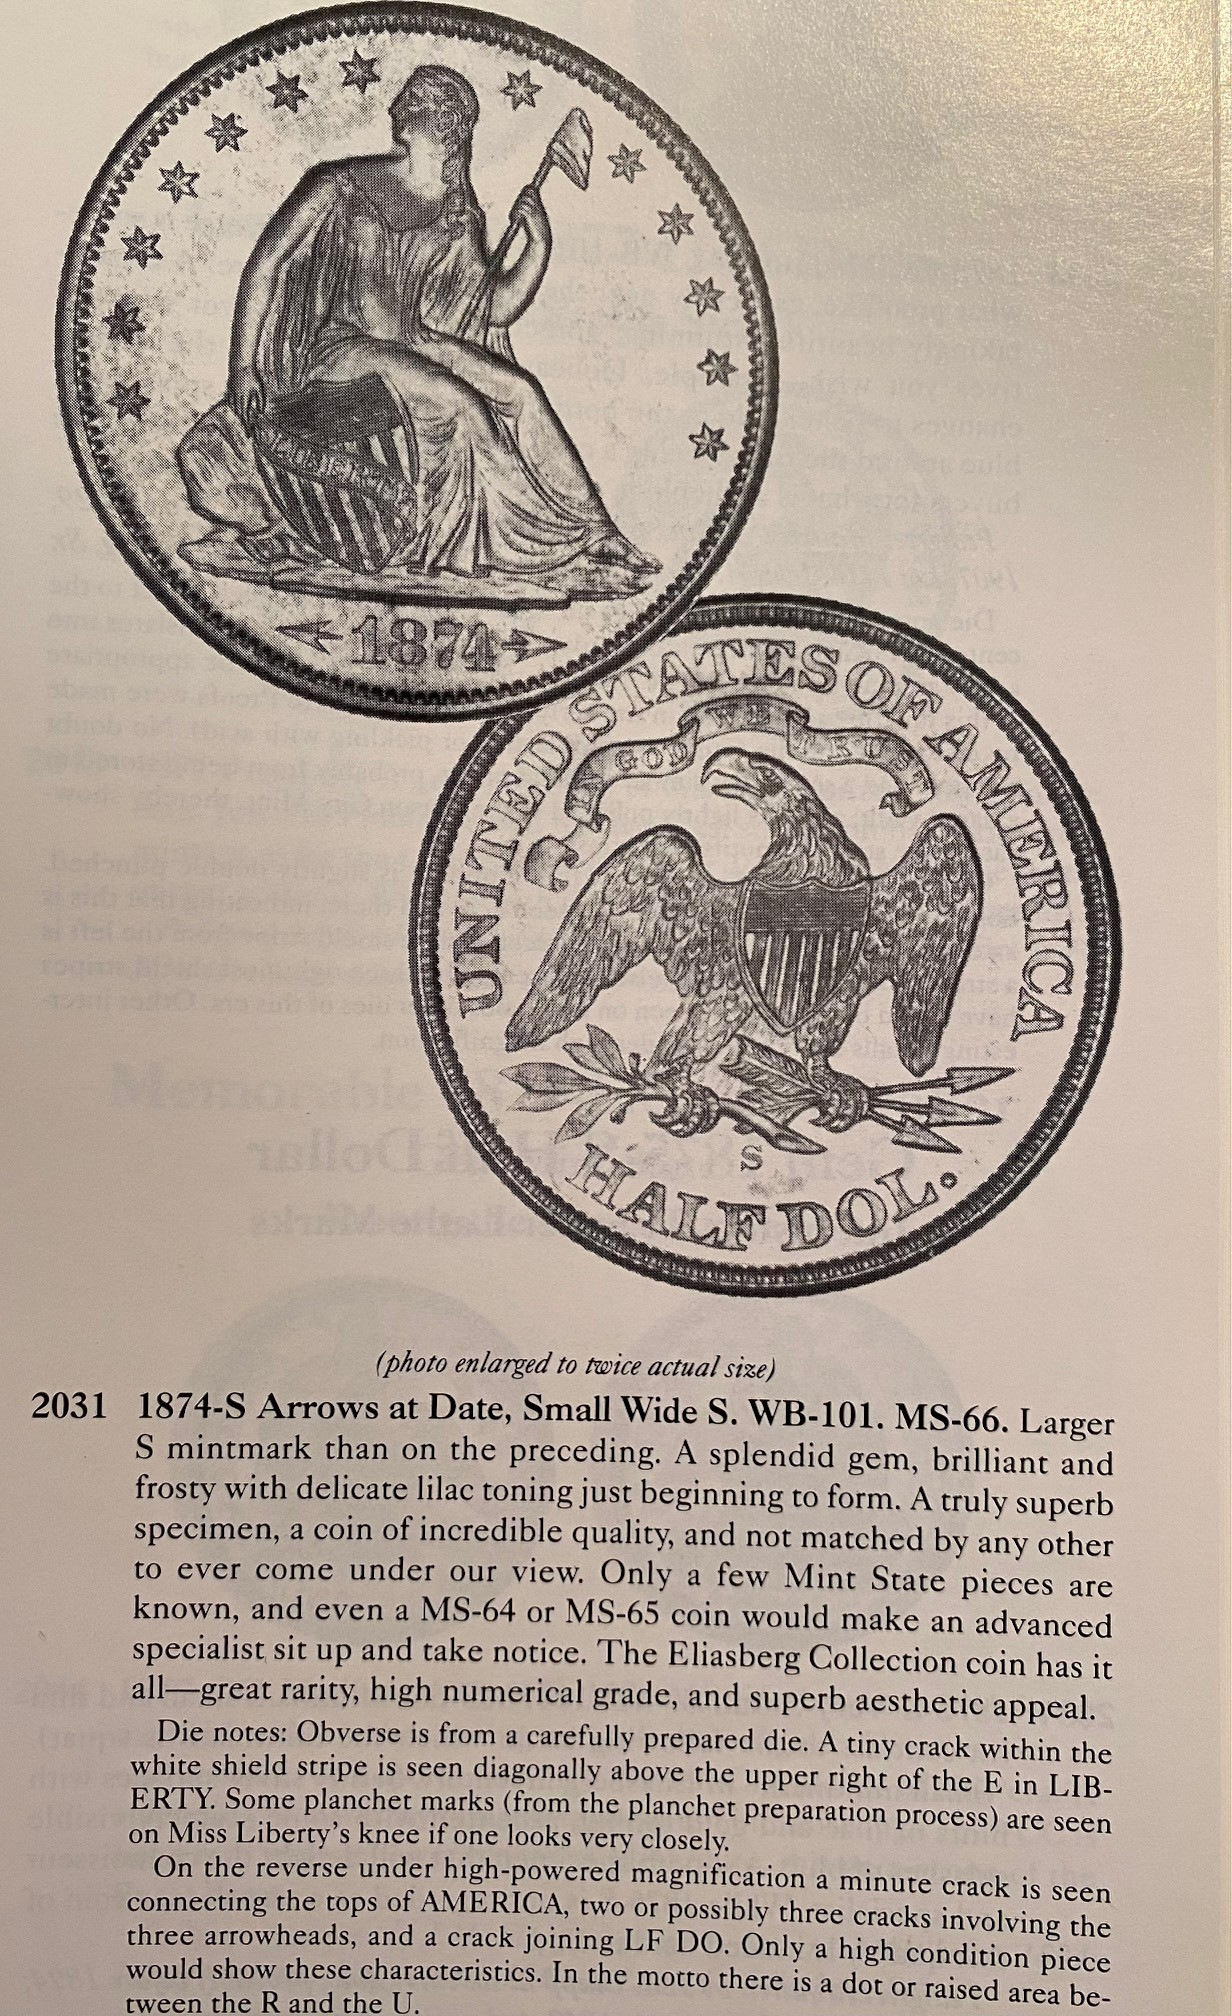 LIBERTY
1874
UNITED STATES OF AMERICA
IN GOD WE TRUST
S
HALF DOL.
(photo enlarged to twice actual size)
2031 1874-S Arrows at Date, Small Wide S. WB-101. MS-66. Larger
S mintmark than on the preceding. A splendid gem, brilliant and
frosty with delicate lilac toning just beginning to form. A truly superb
specimen, a coin of incredible quality, and not matched by any other
to ever come under our view. Only a few Mint State pieces are
known, and even a MS-64 or MS-65 coin would make an advanced
specialist sit up and take notice. The Eliasberg Collection coin has it
all—great rarity, high numerical grade, and superb aesthetic appeal.
Die notes: Obverse is from a carefully prepared die. A tiny crack within the
white shield stripe is seen diagonally above the upper right of the E in LIB-
ERTY. Some planchet marks (from the planchet preparation process) are seen
on Miss Liberty's knee if one looks very closely.
On the reverse under high-powered magnification a minute crack is seen
connecting the tops of AMERICA, two or possibly three cracks involving the
three arrowheads, and a crack joining LF DO. Only a high condition piece
would show these characteristics. In the motto there is a dot or raised area be-
tween the R and the U.